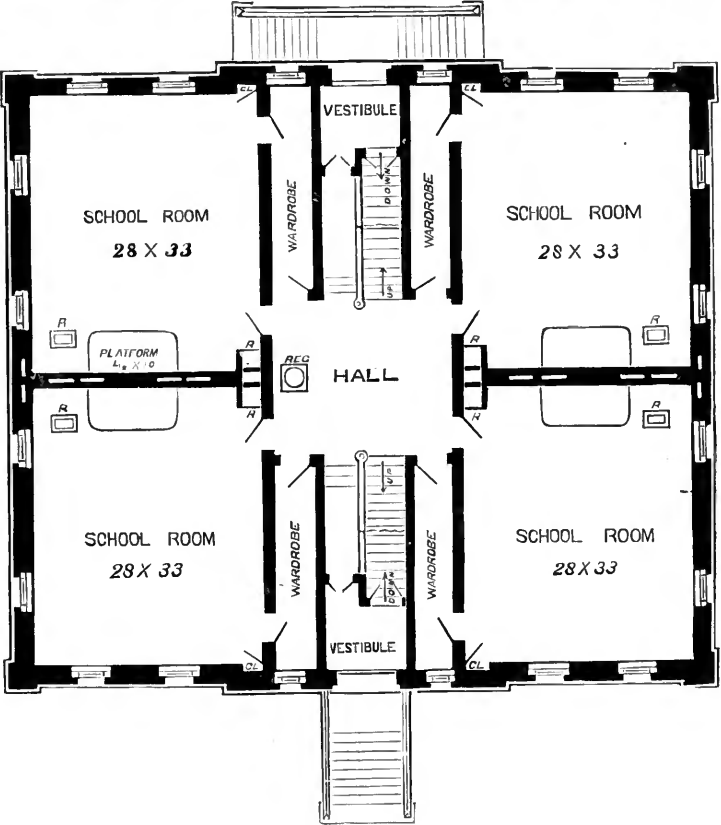 CL
CL
VESTIBULE
DOWN
WARDROBE
WARDROBE
SCHOOL ROOM
28 X 33
SCHOOL ROOM
28 X 33
UP
R
R
PLATFORM
R
R
REG
HALL
R
R
R
R
UP
WARDROBE
WARDROBE
SCHOOL ROOM
28 X 33
SCHOOL ROOM
28 X 33
DOWN
VESTIBULE
CL
CL